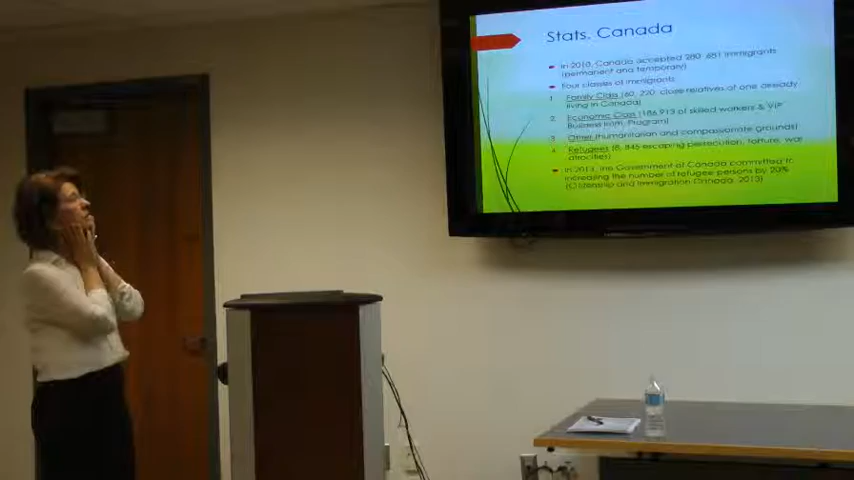 Stats. Canada
In 2010, Canada accepted 280, 681 immigrants
(permanent and temporary)
Four classes of immigrants
1. Family Class (60, 220 close relatives of one already
living in Canada)
2. Economic Class (186,913 of skilled workers & VIP
Business Imm. Program)
3. Other (humanitarian and compassionate grounds)
4. Refugees (8, 845 escaping persecution, torture, war
atrocities)
In 2013, the Government of Canada committed to
increasing the number of refugee persons by 20%
(Citizenship and Immigration Canada, 2013)